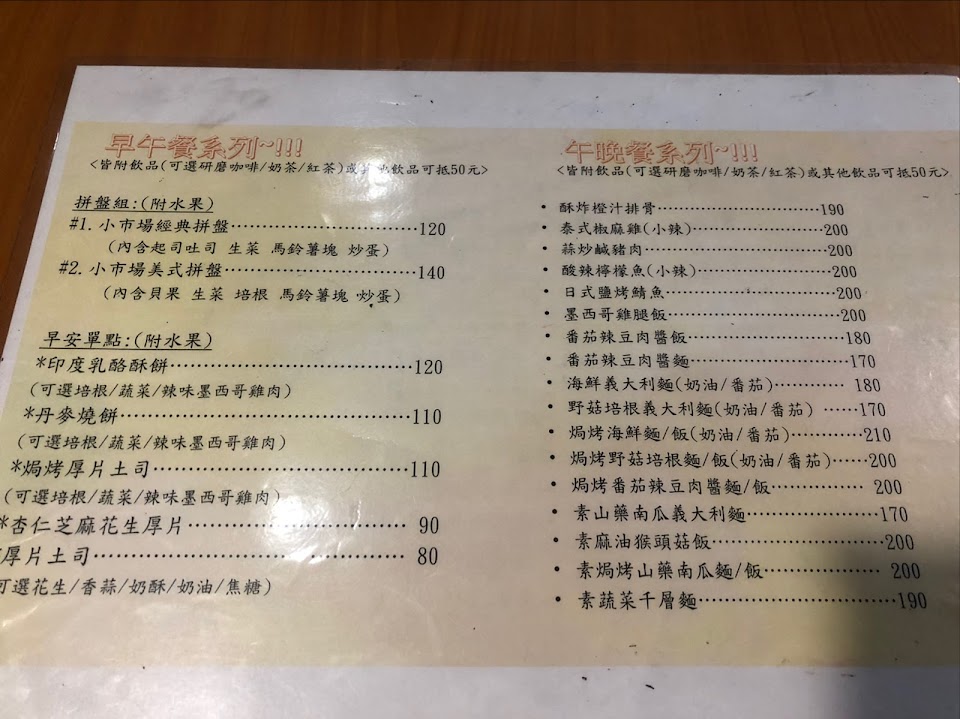 早午餐系列~!!!
<皆附飲品(可選研磨咖啡/奶茶/紅茶)或其他飲品可抵50元>
拼盤組:(附水果)
#1. 小市場經典拼盤‧‧‧‧‧‧‧‧‧‧‧‧‧‧‧‧120
(內含起司吐司 生菜 馬鈴薯塊 炒蛋)
#2. 小市場美式拼盤‧‧‧‧‧‧‧‧‧‧‧‧‧‧‧‧140
(內含貝果 生菜 培根 馬鈴薯塊 炒蛋)
早安單點:(附水果)
*印度乳酪酥餅‧‧‧‧‧‧‧‧‧‧‧‧‧‧‧‧120
(可選培根/蔬菜/辣味墨西哥雞肉)
*丹麥燒餅‧‧‧‧‧‧‧‧‧‧‧‧‧‧‧‧110
(可選培根/蔬菜/辣味墨西哥雞肉)
*焗烤厚片土司‧‧‧‧‧‧‧‧‧‧‧‧‧‧‧‧110
(可選培根/蔬菜/辣味墨西哥雞肉)
*杏仁芝麻花生厚片‧‧‧‧‧‧‧‧‧‧‧‧‧‧‧‧ 90
厚片土司‧‧‧‧‧‧‧‧‧‧‧‧‧‧‧‧ 80
可選花生/香蒜/奶酥/奶油/焦糖)
午晚餐系列~!!!
<皆附飲品(可選研磨咖啡/奶茶/紅茶)或其他飲品可抵50元>
• 酥炸橙汁排骨‧‧‧‧‧‧‧‧‧‧‧‧190
• 泰式椒麻雞(小辣)‧‧‧‧‧‧‧‧‧‧‧‧200
• 蒜炒鹹豬肉‧‧‧‧‧‧‧‧‧‧‧‧200
• 酸辣檸檬魚(小辣)‧‧‧‧‧‧‧‧‧‧‧‧200
• 日式鹽烤鯖魚‧‧‧‧‧‧‧‧‧‧‧‧200
• 墨西哥雞腿飯‧‧‧‧‧‧‧‧‧‧‧‧200
• 番茄辣豆肉醬飯‧‧‧‧‧‧‧‧‧‧‧‧180
• 番茄辣豆肉醬麵‧‧‧‧‧‧‧‧‧‧‧‧170
• 海鮮義大利麵(奶油/番茄)‧‧‧‧‧‧ 180
• 野菇培根義大利麵(奶油/番茄) ‧‧‧‧‧‧170
• 焗烤海鮮麵/飯(奶油/番茄)‧‧‧‧‧‧‧‧‧210
• 焗烤野菇培根麵/飯(奶油/番茄)‧‧‧‧‧‧200
• 焗烤番茄辣豆肉醬麵/飯‧‧‧‧‧‧‧‧‧ 200
• 素山藥南瓜義大利麵‧‧‧‧‧‧‧‧‧‧‧‧170
• 素麻油猴頭菇飯‧‧‧‧‧‧‧‧‧‧‧‧200
• 素焗烤山藥南瓜麵/飯‧‧‧‧‧‧‧‧‧‧‧‧ 200
• 素蔬菜千層麵‧‧‧‧‧‧‧‧‧‧‧‧190